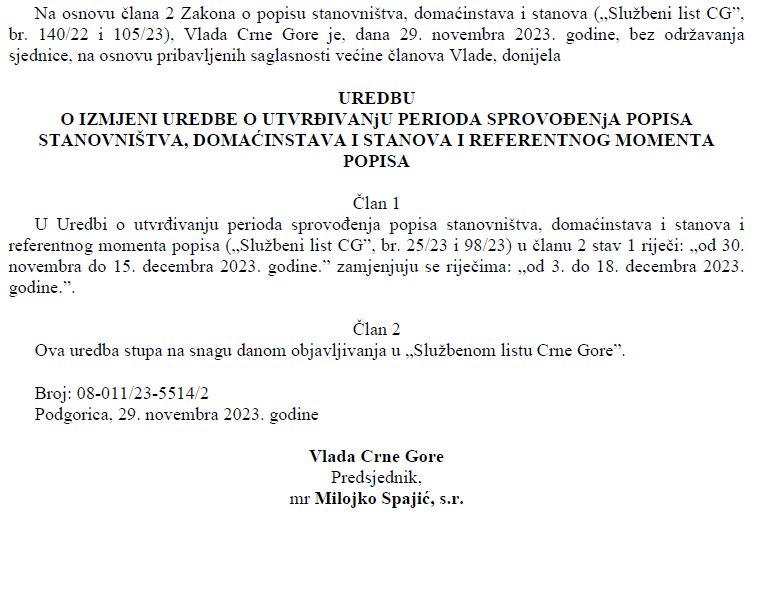 Na osnovu člana 2 Zakona o popisu stanovništva, domaćinstava i stanova (,,Službeni list CG”,
br. 140/22 i 105/23), Vlada Crne Gore je, dana 29. novembra 2023. godine, bez održavanja
sjednice, na osnovu pribavljenih saglasnosti većine članova Vlade, donijela
UREDBU
O IZMJENI UREDBE O UTVRĐIVANjU PERIODA SPROVOĐENjA POPISA
STANOVNIŠTVA, DOMAĆINSTAVA I STANOVA I REFERENTNOG MOMENTA
POPISA
Član 1
U Uredbi o utvrđivanju perioda sprovođenja popisa stanovništva, domaćinstava i stanova i
referentnog momenta popisa (,,Službeni list CG”, br. 25/23 i 98/23) u članu 2 stav 1 riječi: ,,od 30.
novembra do 15. decembra 2023. godine.” zamjenjuju se riječima: ,,od 3. do 18. decembra 2023.
godine.”.
Član 2
Ova uredba stupa na snagu danom objavljivanja u ,,Službenom listu Crne Gore”.
Broj: 08-011/23-5514/2
Podgorica, 29. novembra 2023. godine
Vlada Crne Gore
Predsjednik,
mr Milojko Spajić, s.r.